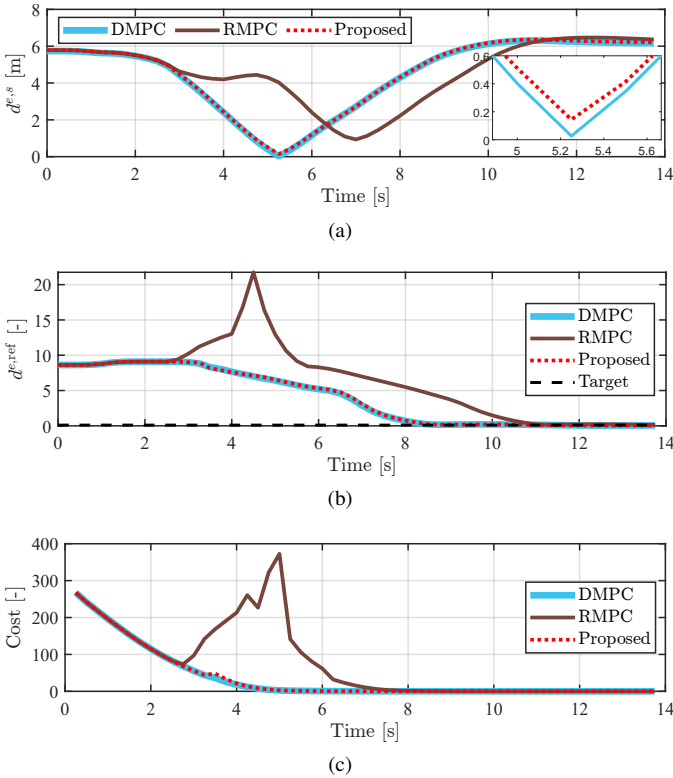 DMPC RMPC Proposed
8
6
4
2
0
d^{e,s} [m]
0.6
0.4
0.2
0
5 5.2 5.4 5.6
0 2 4 6 8 10 12 14
Time [s]
(a)
20
15
10
5
0
d^{e,ref} [-]
DMPC
RMPC
Proposed
Target
0 2 4 6 8 10 12 14
Time [s]
(b)
400
300
200
100
0
Cost [-]
DMPC
RMPC
Proposed
0 2 4 6 8 10 12 14
Time [s]
(c)